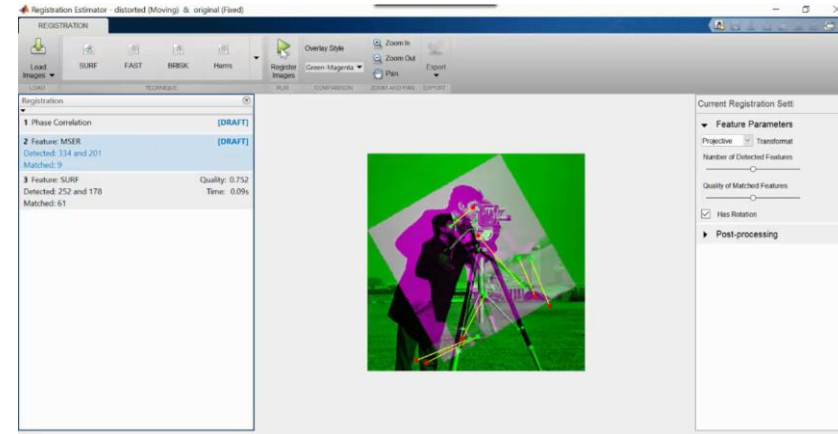 Registration Estimator - distorted (Moving) & original (Fixed)
REGISTRATION
Load Images
SURF
FAST
BRISK
Harris
Register Images
Overlay Style
Green-Magenta
Zoom In
Zoom Out
Pan
Export
LOAD
TECHNIQUE
RUN
COMPARISON
ZOOM AND PAN
EXPORT
Registration
1 Phase Correlation [DRAFT]
2 Feature: MSER [DRAFT]
Detected: 334 and 201
Matched: 9
3 Feature: SURF Quality: 0.752
Detected: 252 and 178 Time: 0.09s
Matched: 61
Current Registration Setti
Feature Parameters
Projective Transformat
Number of Detected Features
Quality of Matched Features
Has Rotation
Post-processing